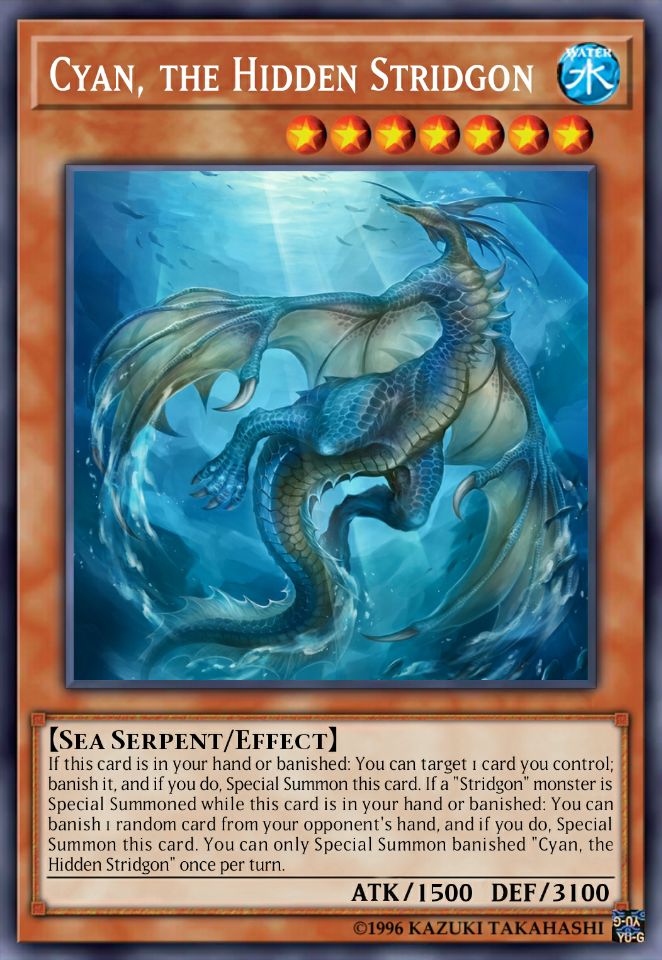 Cyan, the Hidden Stridgon
WATER
水
[Sea Serpent/Effect]
If this card is in your hand or banished: You can target 1 card you control;
banish it, and if you do, Special Summon this card. If a "Stridgon" monster is
Special Summoned while this card is in your hand or banished: You can
banish 1 random card from your opponent's hand, and if you do, Special
Summon this card. You can only Special Summon banished "Cyan, the
Hidden Stridgon" once per turn.
ATK/1500 DEF/3100
©1996 KAZUKI TAKAHASHI
YU-G
YU-G